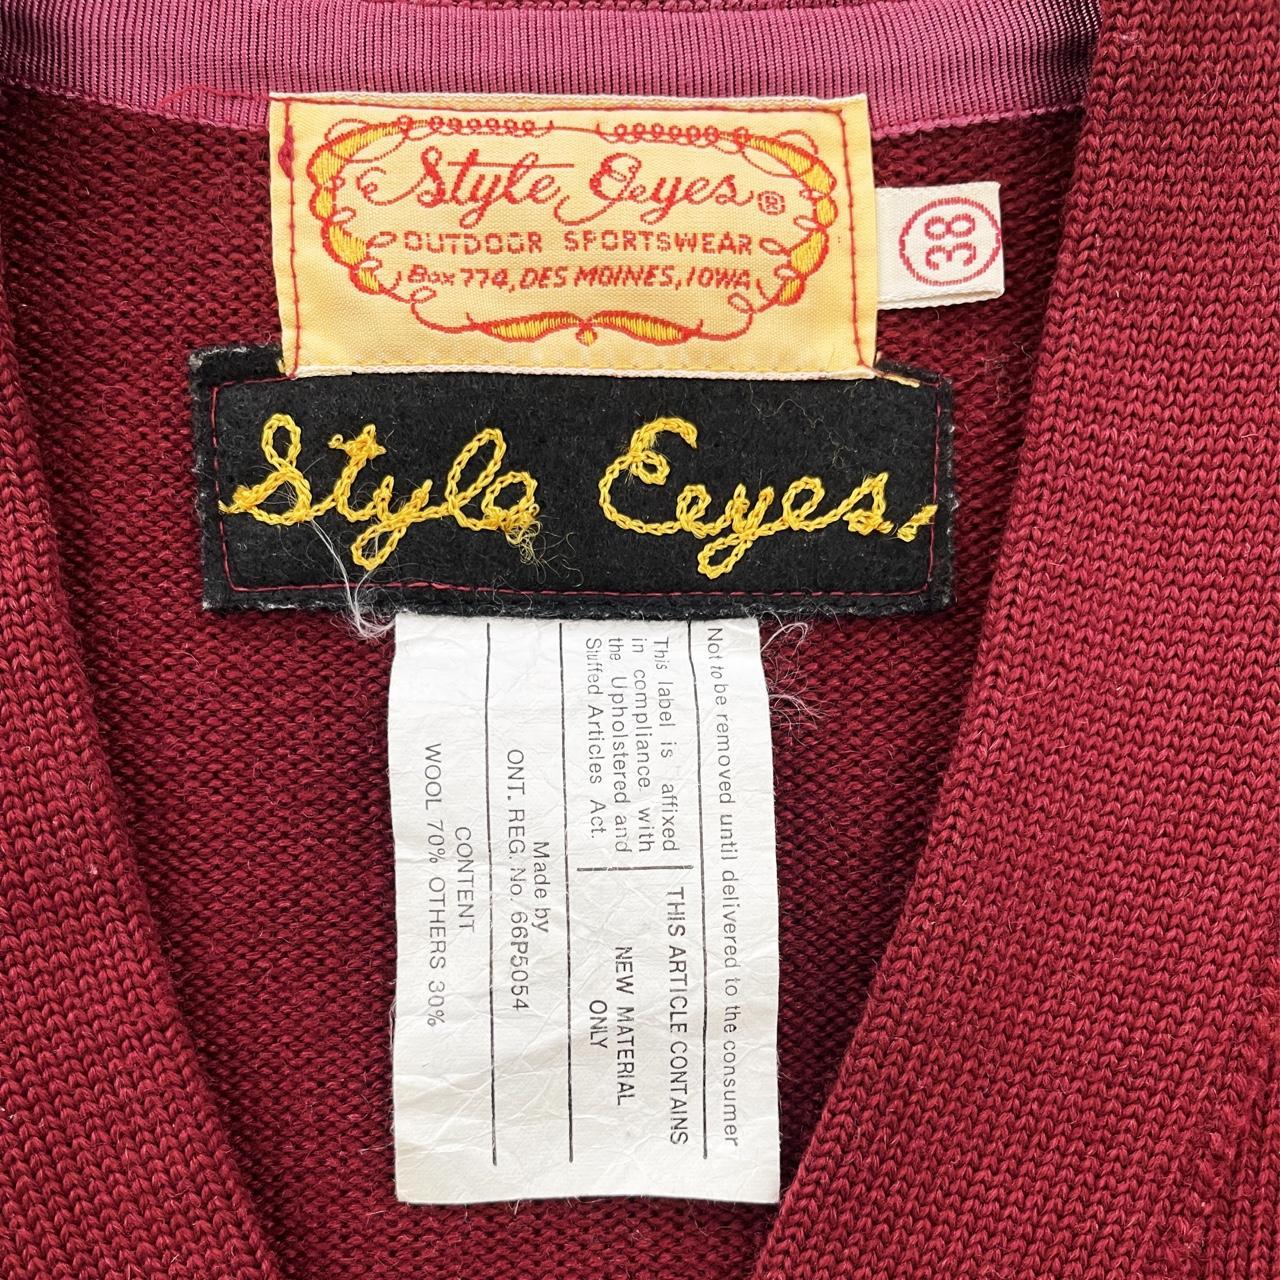 Style Eeyes ®
OUTDOOR SPORTSWEAR
Box 774, DES MOINES, IOWA
38
Style Eeyes.
Not to be removed until delivered to the consumer
This label is affixed
in compliance with
the Upholstered and
Stuffed Articles Act.
THIS ARTICLE CONTAINS
NEW MATERIAL
ONLY
Made by
ONT. REG. No. 66P5054
CONTENT
WOOL 70% OTHERS 30%